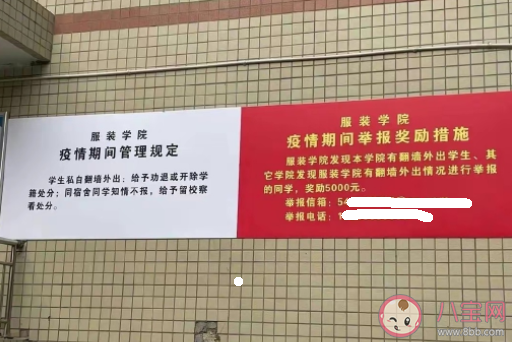 服装学院
疫情期间管理规定
学生私自翻墙外出：给予劝退或开除学
籍处分；同宿舍同学知情不报，给予留校察
看处分。
服装学院
疫情期间举报奖励措施
服装学院发现本学院有翻墙外出学生、其
它学院发现服装学院有翻墙外出情况进行举报
的同学，奖励5000元。
举报信箱：54
举报电话：1
八宝网
www.8bb.com